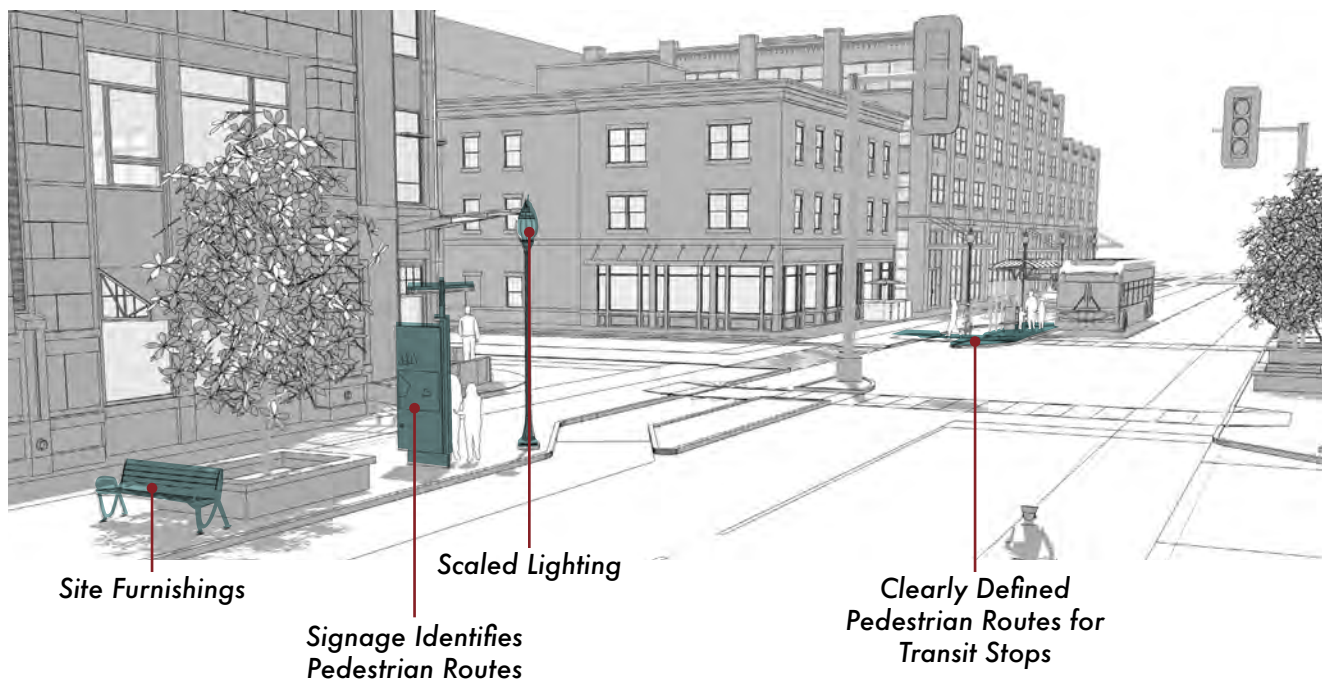 Site Furnishings
Signage Identifies
Pedestrian Routes
Scaled Lighting
Clearly Defined
Pedestrian Routes for
Transit Stops